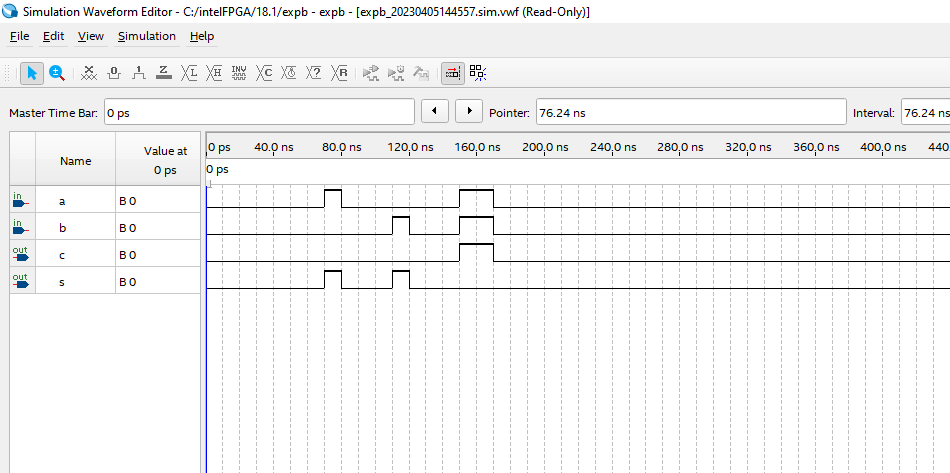 Simulation Waveform Editor - C:/intelFPGA/18.1/expb - expb - [expb_20230405144557.sim.vwf (Read-Only)]
File Edit View Simulation Help
Master Time Bar: 0 ps Pointer: 76.24 ns Interval: 76.24 ns
Name Value at 0 ps
0 ps 40.0 ns 80.0 ns 120.0 ns 160.0 ns 200.0 ns 240.0 ns 280.0 ns 320.0 ns 360.0 ns 400.0 ns 440.
0 ps
in a B 0
in b B 0
out c B 0
out s B 0